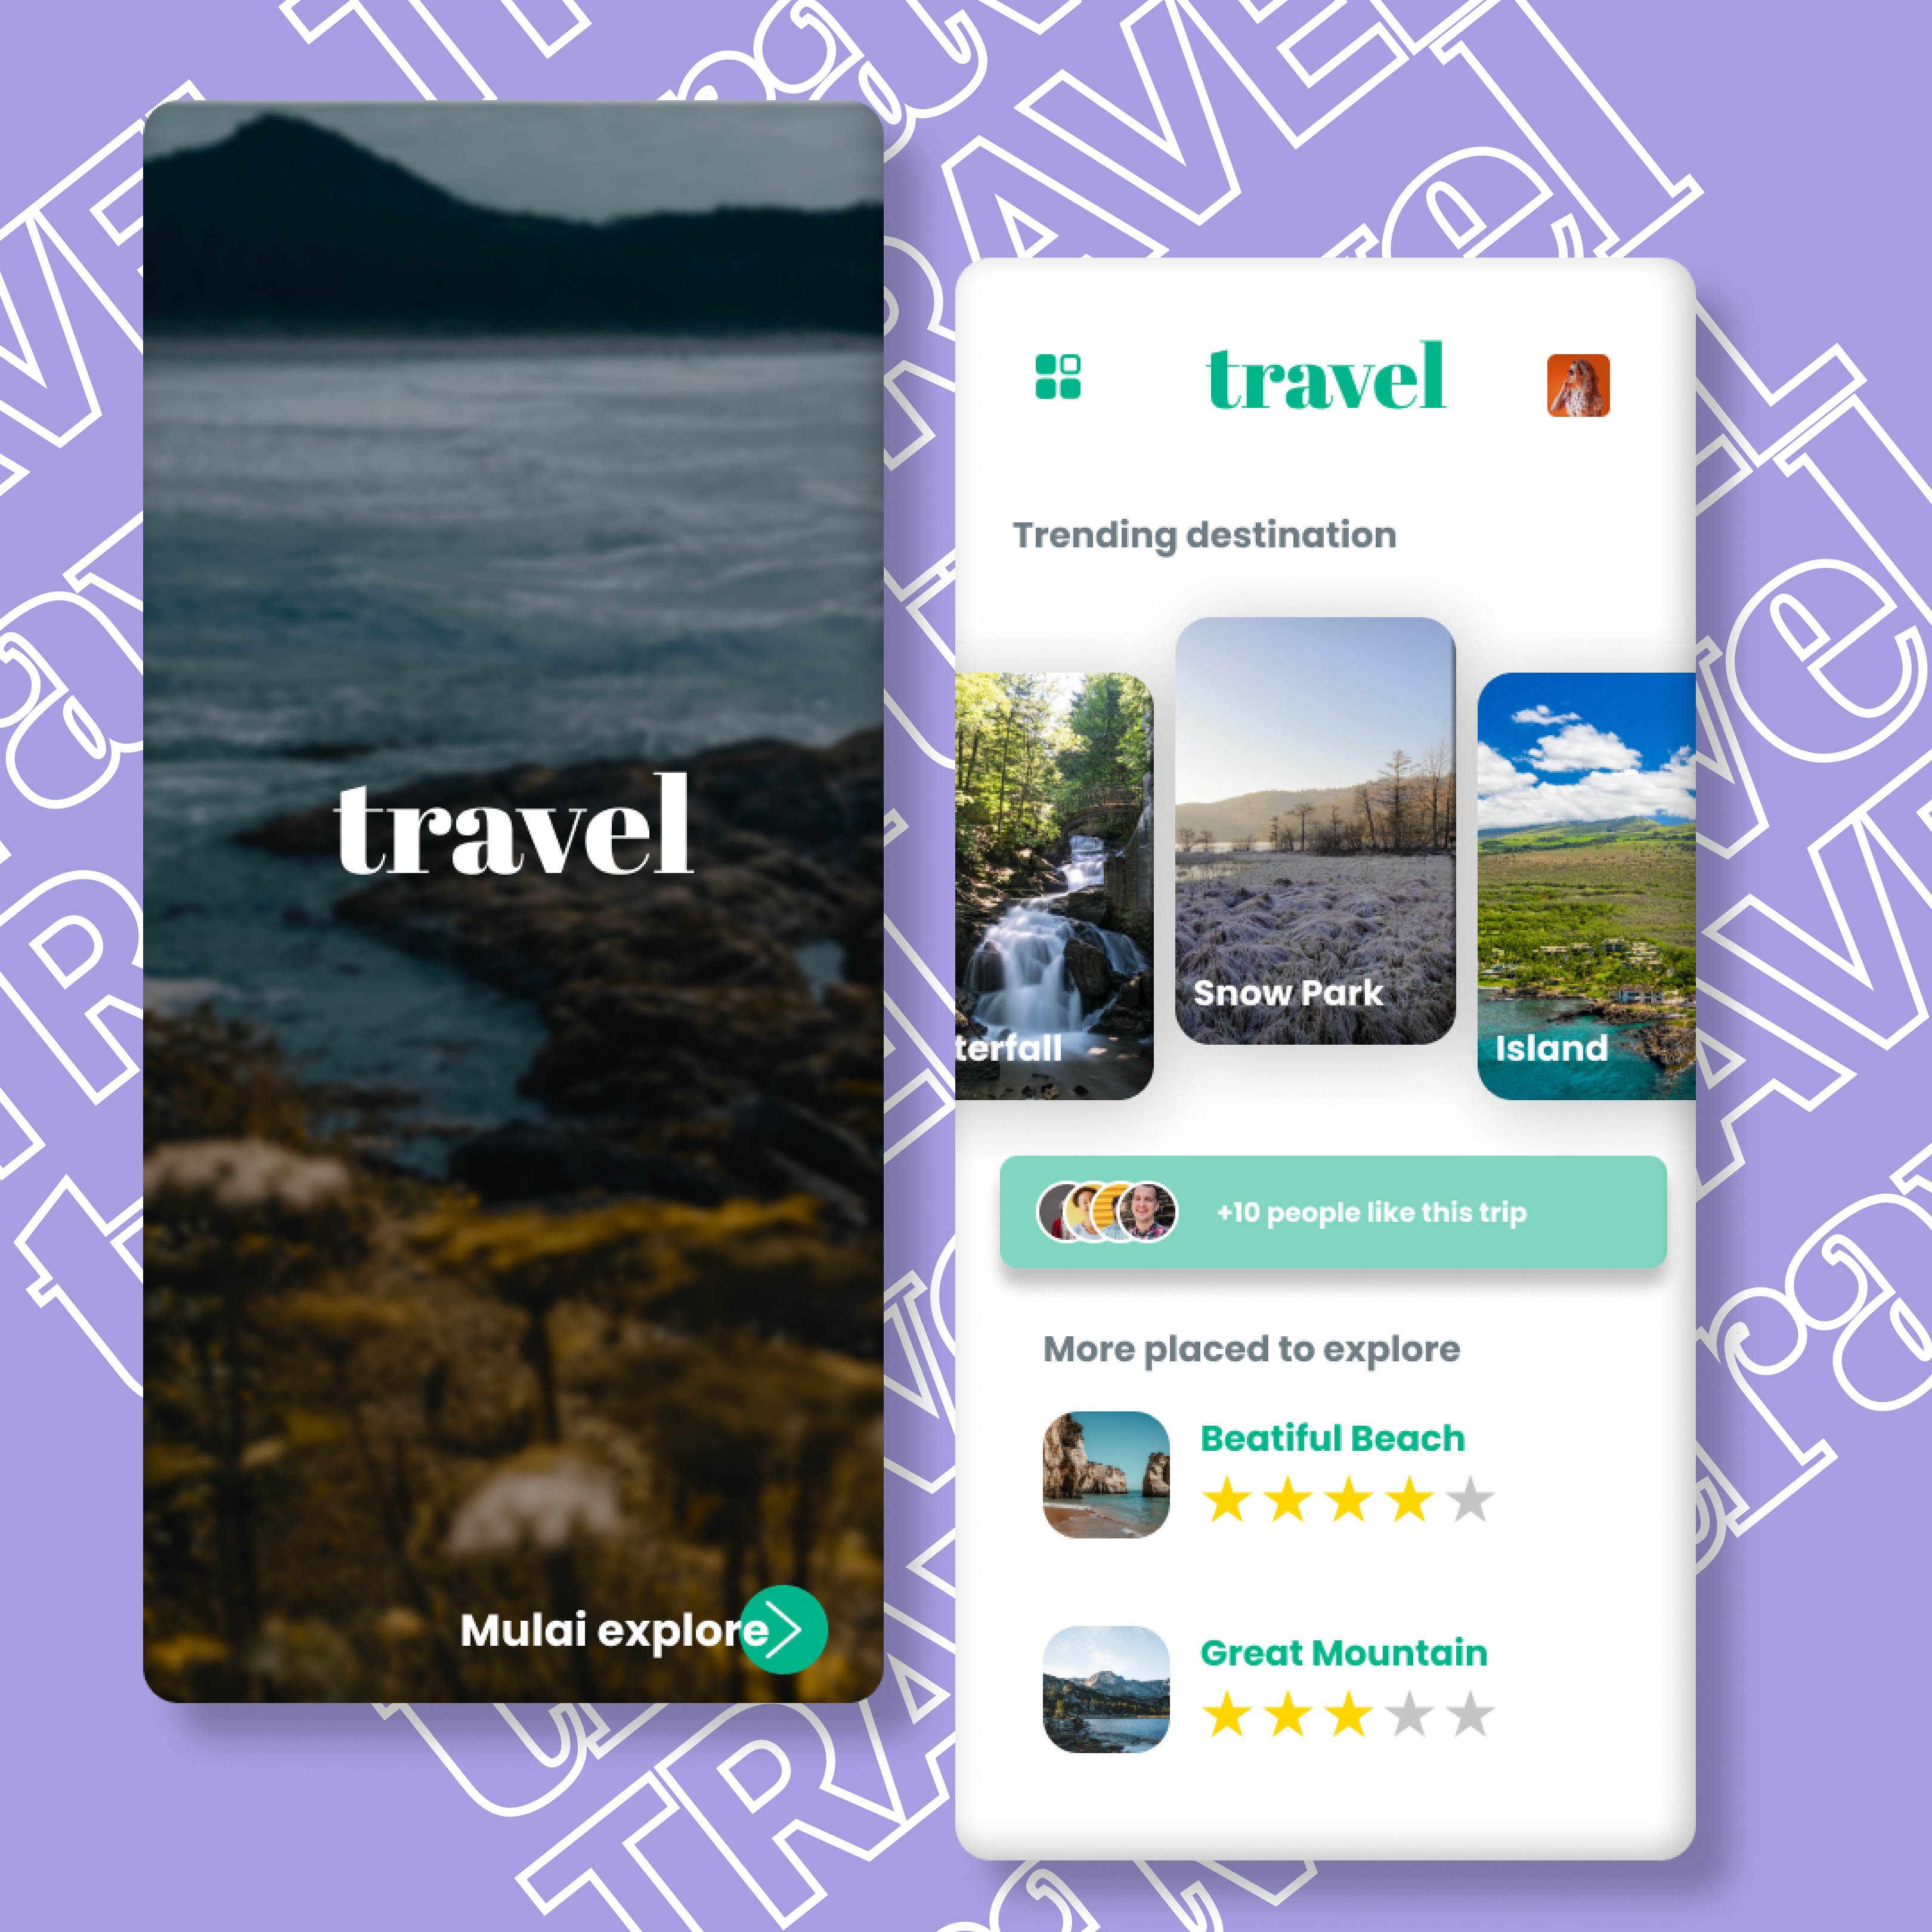 travel
Mulai explore
travel
Trending destination
terfall
Snow Park
Island
+10 people like this trip
More placed to explore
Beatiful Beach
Great Mountain